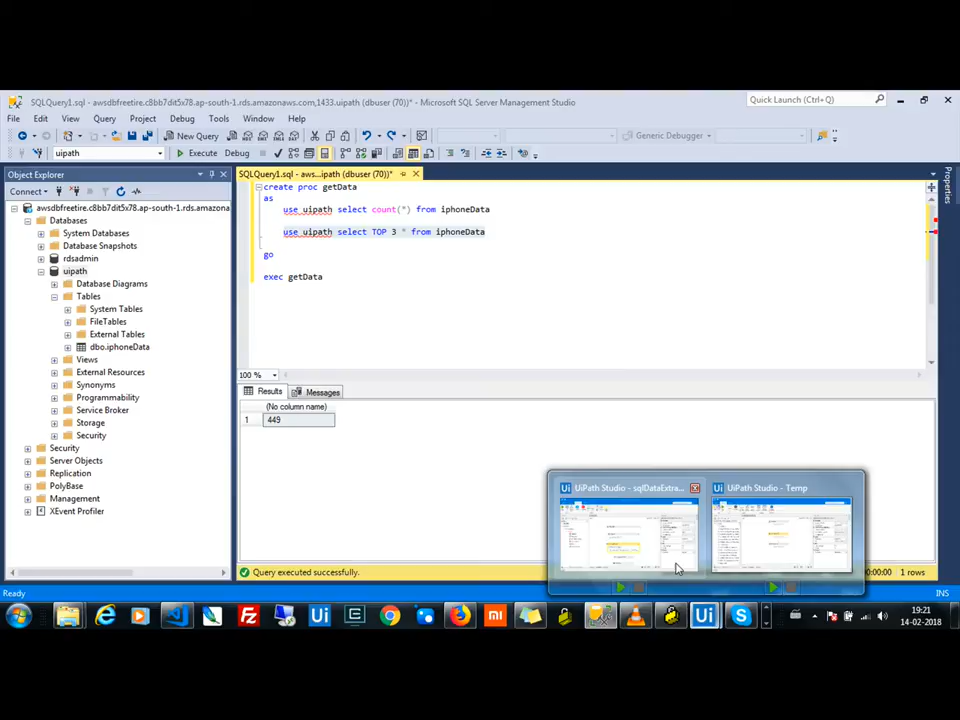 SQLQuery1.sql - awsdbfreetire.c8bb7dit5x78.ap-south-1.rds.amazonaws.com,1433.uipath (dbuser (70))* - Microsoft SQL Server Management Studio
Quick Launch (Ctrl+Q)
File Edit View Query Project Debug Tools Window Help
New Query
Generic Debugger
uipath
Execute Debug
Object Explorer
SQLQuery1.sql - aws...ipath (dbuser (70))*
Properties
Connect
create proc getData
as
use uipath select count(*) from iphoneData
use uipath select TOP 3 * from iphoneData
go
exec getData
awsdbfreetire.c8bb7dit5x78.ap-south-1.rds.amazona
Databases
System Databases
Database Snapshots
rdsadmin
uipath
Database Diagrams
Tables
System Tables
FileTables
External Tables
dbo.iphoneData
Views
External Resources
Synonyms
Programmability
Service Broker
Storage
Security
Security
Server Objects
Replication
PolyBase
Management
XEvent Profiler
100 %
Results Messages
(No column name)
1 449
UiPath Studio - sqlDataExtra...
UiPath Studio - Temp
Query executed successfully.
00:00:00 1 rows
Ready
INS
19:21
14-02-2018